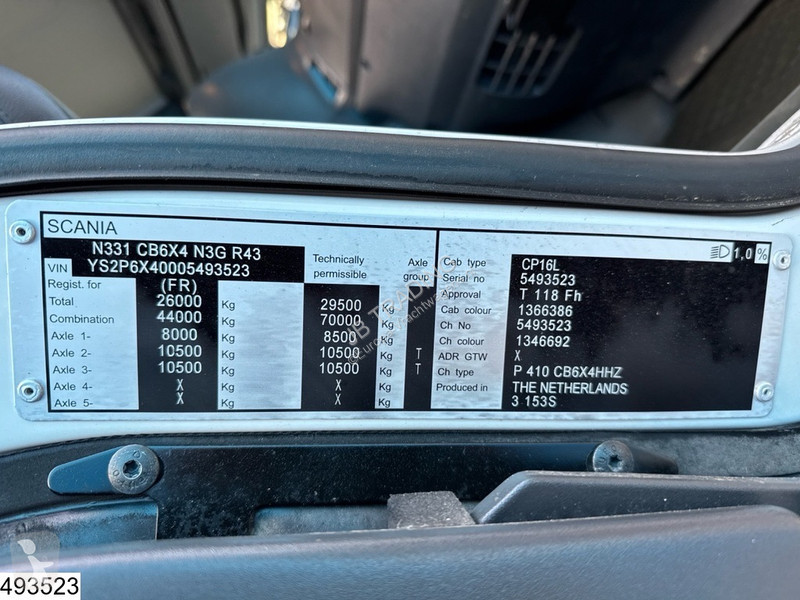 SCANIA
N331 CB6X4 N3G R43
VIN YS2P6X40005493523
Technically permissible
Axle group
Regist. for (FR)
Total 26000 Kg 29500 Kg
Combination 44000 Kg 70000 Kg
Axle 1- 8000 Kg 8500 Kg
Axle 2- 10500 Kg 10500 Kg T
Axle 3- 10500 Kg 10500 Kg T
Axle 4- X Kg X Kg
Axle 5- X Kg X Kg
1,0 %
Cab type CP16L
Serial no 5493523
Approval T 118 Fh
Cab colour 1366386
Ch No 5493523
Ch colour 1346692
ADR GTW X
Ch type P 410 CB6X4HHZ
Produced in THE NETHERLANDS
3 153S
493523